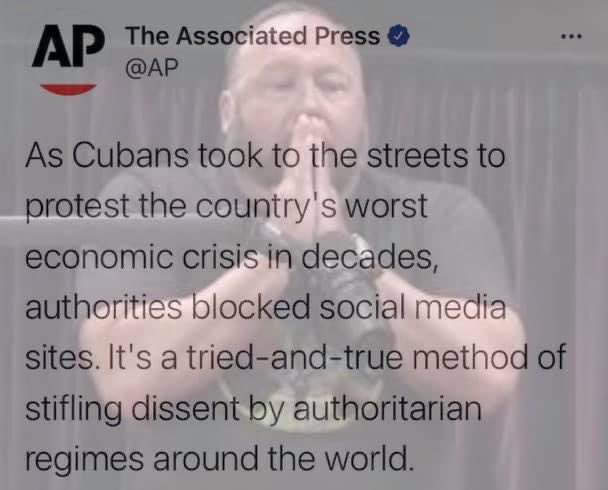 AP The Associated Press
@AP
As Cubans took to the streets to
protest the country's worst
economic crisis in decades,
authorities blocked social media
sites. It's a tried-and-true method of
stifling dissent by authoritarian
regimes around the world.